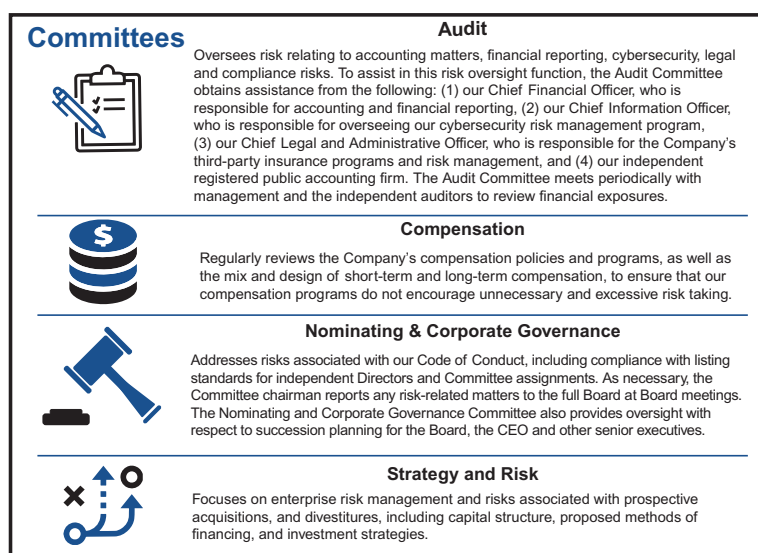 Committees
Audit
Oversees risk relating to accounting matters, financial reporting, cybersecurity, legal
and compliance risks. To assist in this risk oversight function, the Audit Committee
obtains assistance from the following: (1) our Chief Financial Officer, who is
responsible for accounting and financial reporting, (2) our Chief Information Officer,
who is responsible for overseeing our cybersecurity risk management program,
(3) our Chief Legal and Administrative Officer, who is responsible for the Company's
third-party insurance programs and risk management, and (4) our independent
registered public accounting firm. The Audit Committee meets periodically with
management and the independent auditors to review financial exposures.
$
Compensation
Regularly reviews the Company's compensation policies and programs, as well as
the mix and design of short-term and long-term compensation, to ensure that our
compensation programs do not encourage unnecessary and excessive risk taking.
Nominating & Corporate Governance
Addresses risks associated with our Code of Conduct, including compliance with listing
standards for independent Directors and Committee assignments. As necessary, the
Committee chairman reports any risk-related matters to the full Board at Board meetings.
The Nominating and Corporate Governance Committee also provides oversight with
respect to succession planning for the Board, the CEO and other senior executives.
Strategy and Risk
Focuses on enterprise risk management and risks associated with prospective
acquisitions, and divestitures, including capital structure, proposed methods of
financing, and investment strategies.